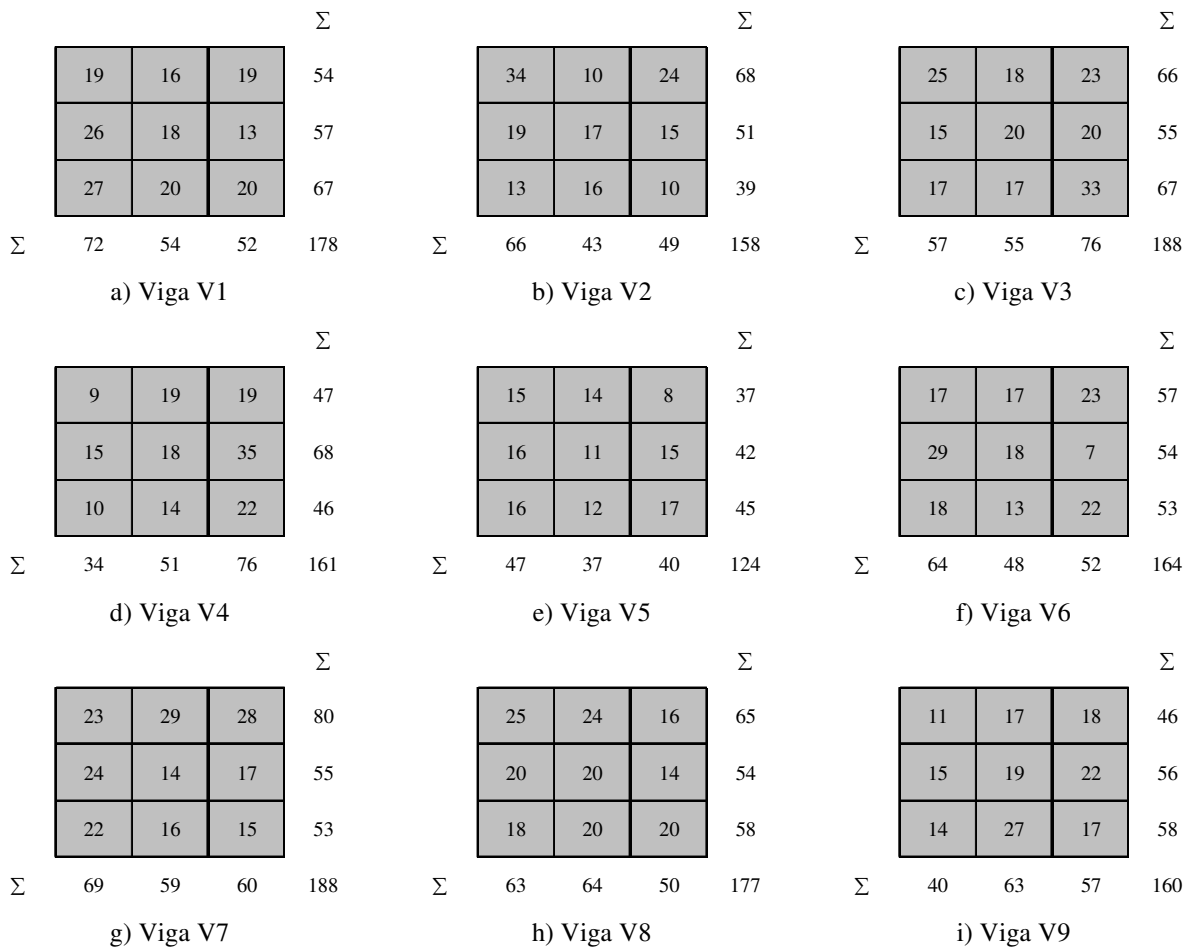 Σ Σ Σ
19 16 19 54 34 10 24 68 25 18 23 66
26 18 13 57 19 17 15 51 15 20 20 55
27 20 20 67 13 16 10 39 17 17 33 67
Σ 72 54 52 178 Σ 66 43 49 158 Σ 57 55 76 188
a) Viga V1 b) Viga V2 c) Viga V3
Σ Σ Σ
9 19 19 47 15 14 8 37 17 17 23 57
15 18 35 68 16 11 15 42 29 18 7 54
10 14 22 46 16 12 17 45 18 13 22 53
Σ 34 51 76 161 Σ 47 37 40 124 Σ 64 48 52 164
d) Viga V4 e) Viga V5 f) Viga V6
Σ Σ Σ
23 29 28 80 25 24 16 65 11 17 18 46
24 14 17 55 20 20 14 54 15 19 22 56
22 16 15 53 18 20 20 58 14 27 17 58
Σ 69 59 60 188 Σ 63 64 50 177 Σ 40 63 57 160
g) Viga V7 h) Viga V8 i) Viga V9